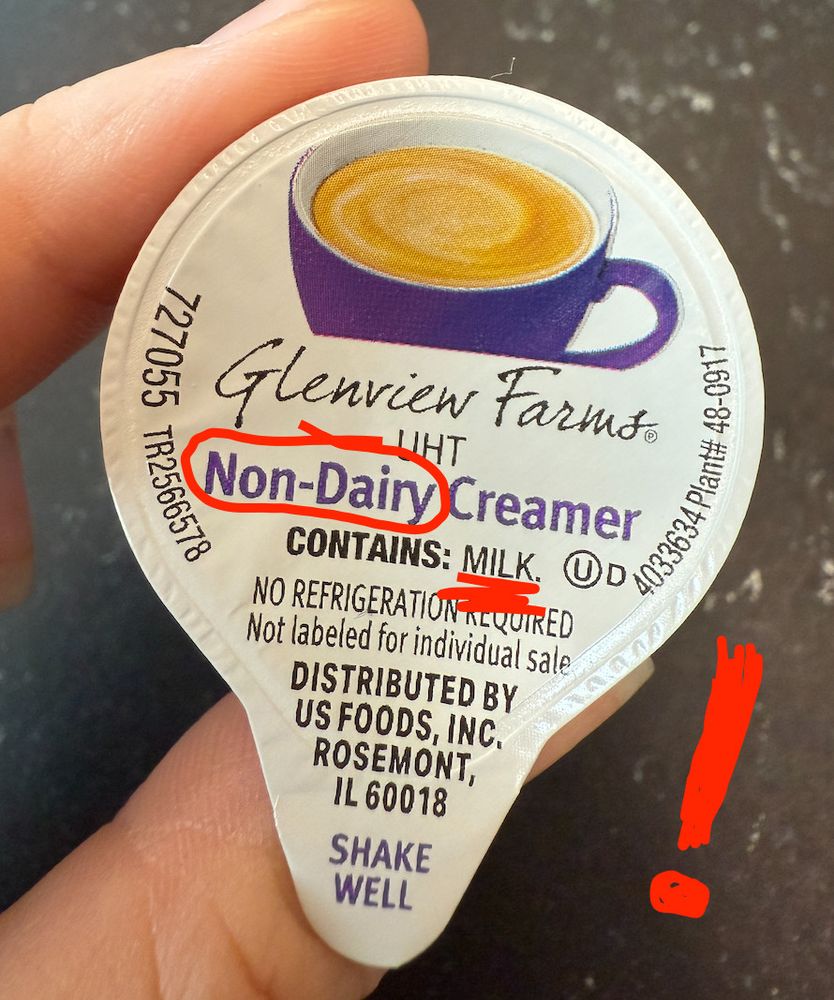 Glenview Farms℗
UHT
Non-Dairy Creamer
CONTAINS: MILK. Ⓤ D
NO REFRIGERATION REQUIRED
Not labeled for individual sale
DISTRIBUTED BY
US FOODS, INC.
ROSEMONT,
IL 60018
SHAKE
WELL
727055 TR2566578
4033634 Plant# 48-0917
!